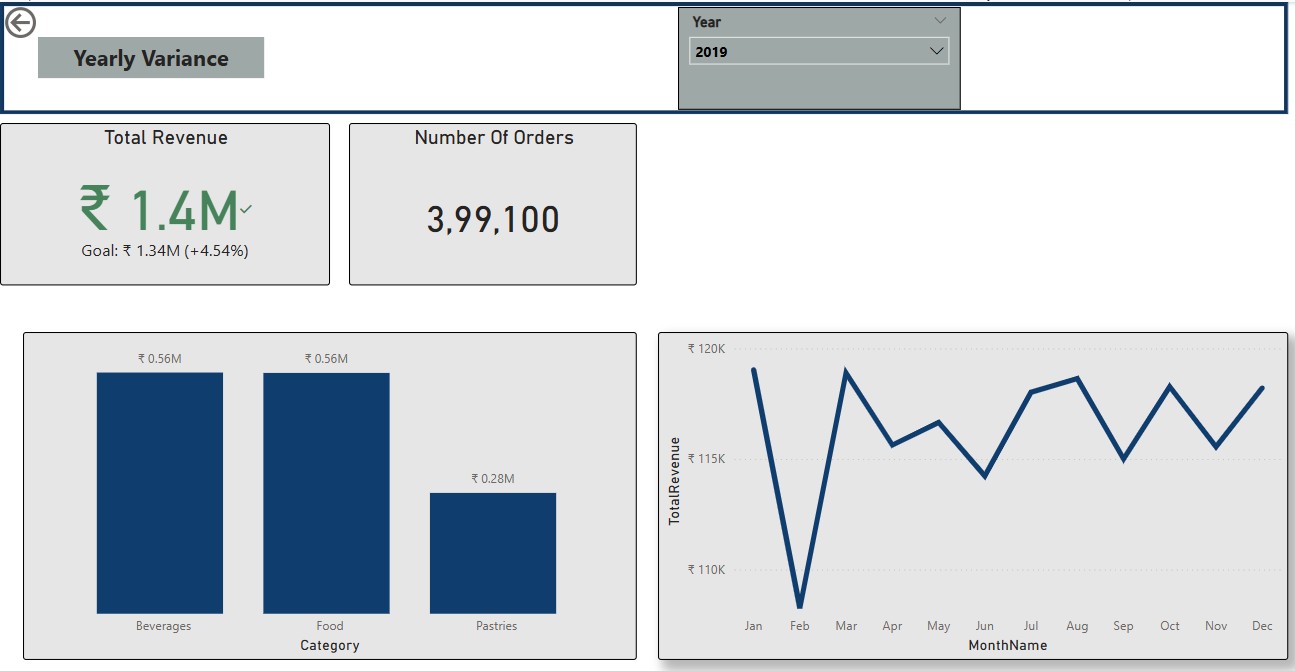 Yearly Variance
Year
2019
Total Revenue
₹ 1.4M
Goal: ₹ 1.34M (+4.54%)
Number Of Orders
3,99,100
₹ 0.56M
₹ 0.56M
₹ 0.28M
Beverages Food Pastries
Category
₹ 120K
₹ 115K
₹ 110K
TotalRevenue
Jan Feb Mar Apr May Jun Jul Aug Sep Oct Nov Dec
MonthName